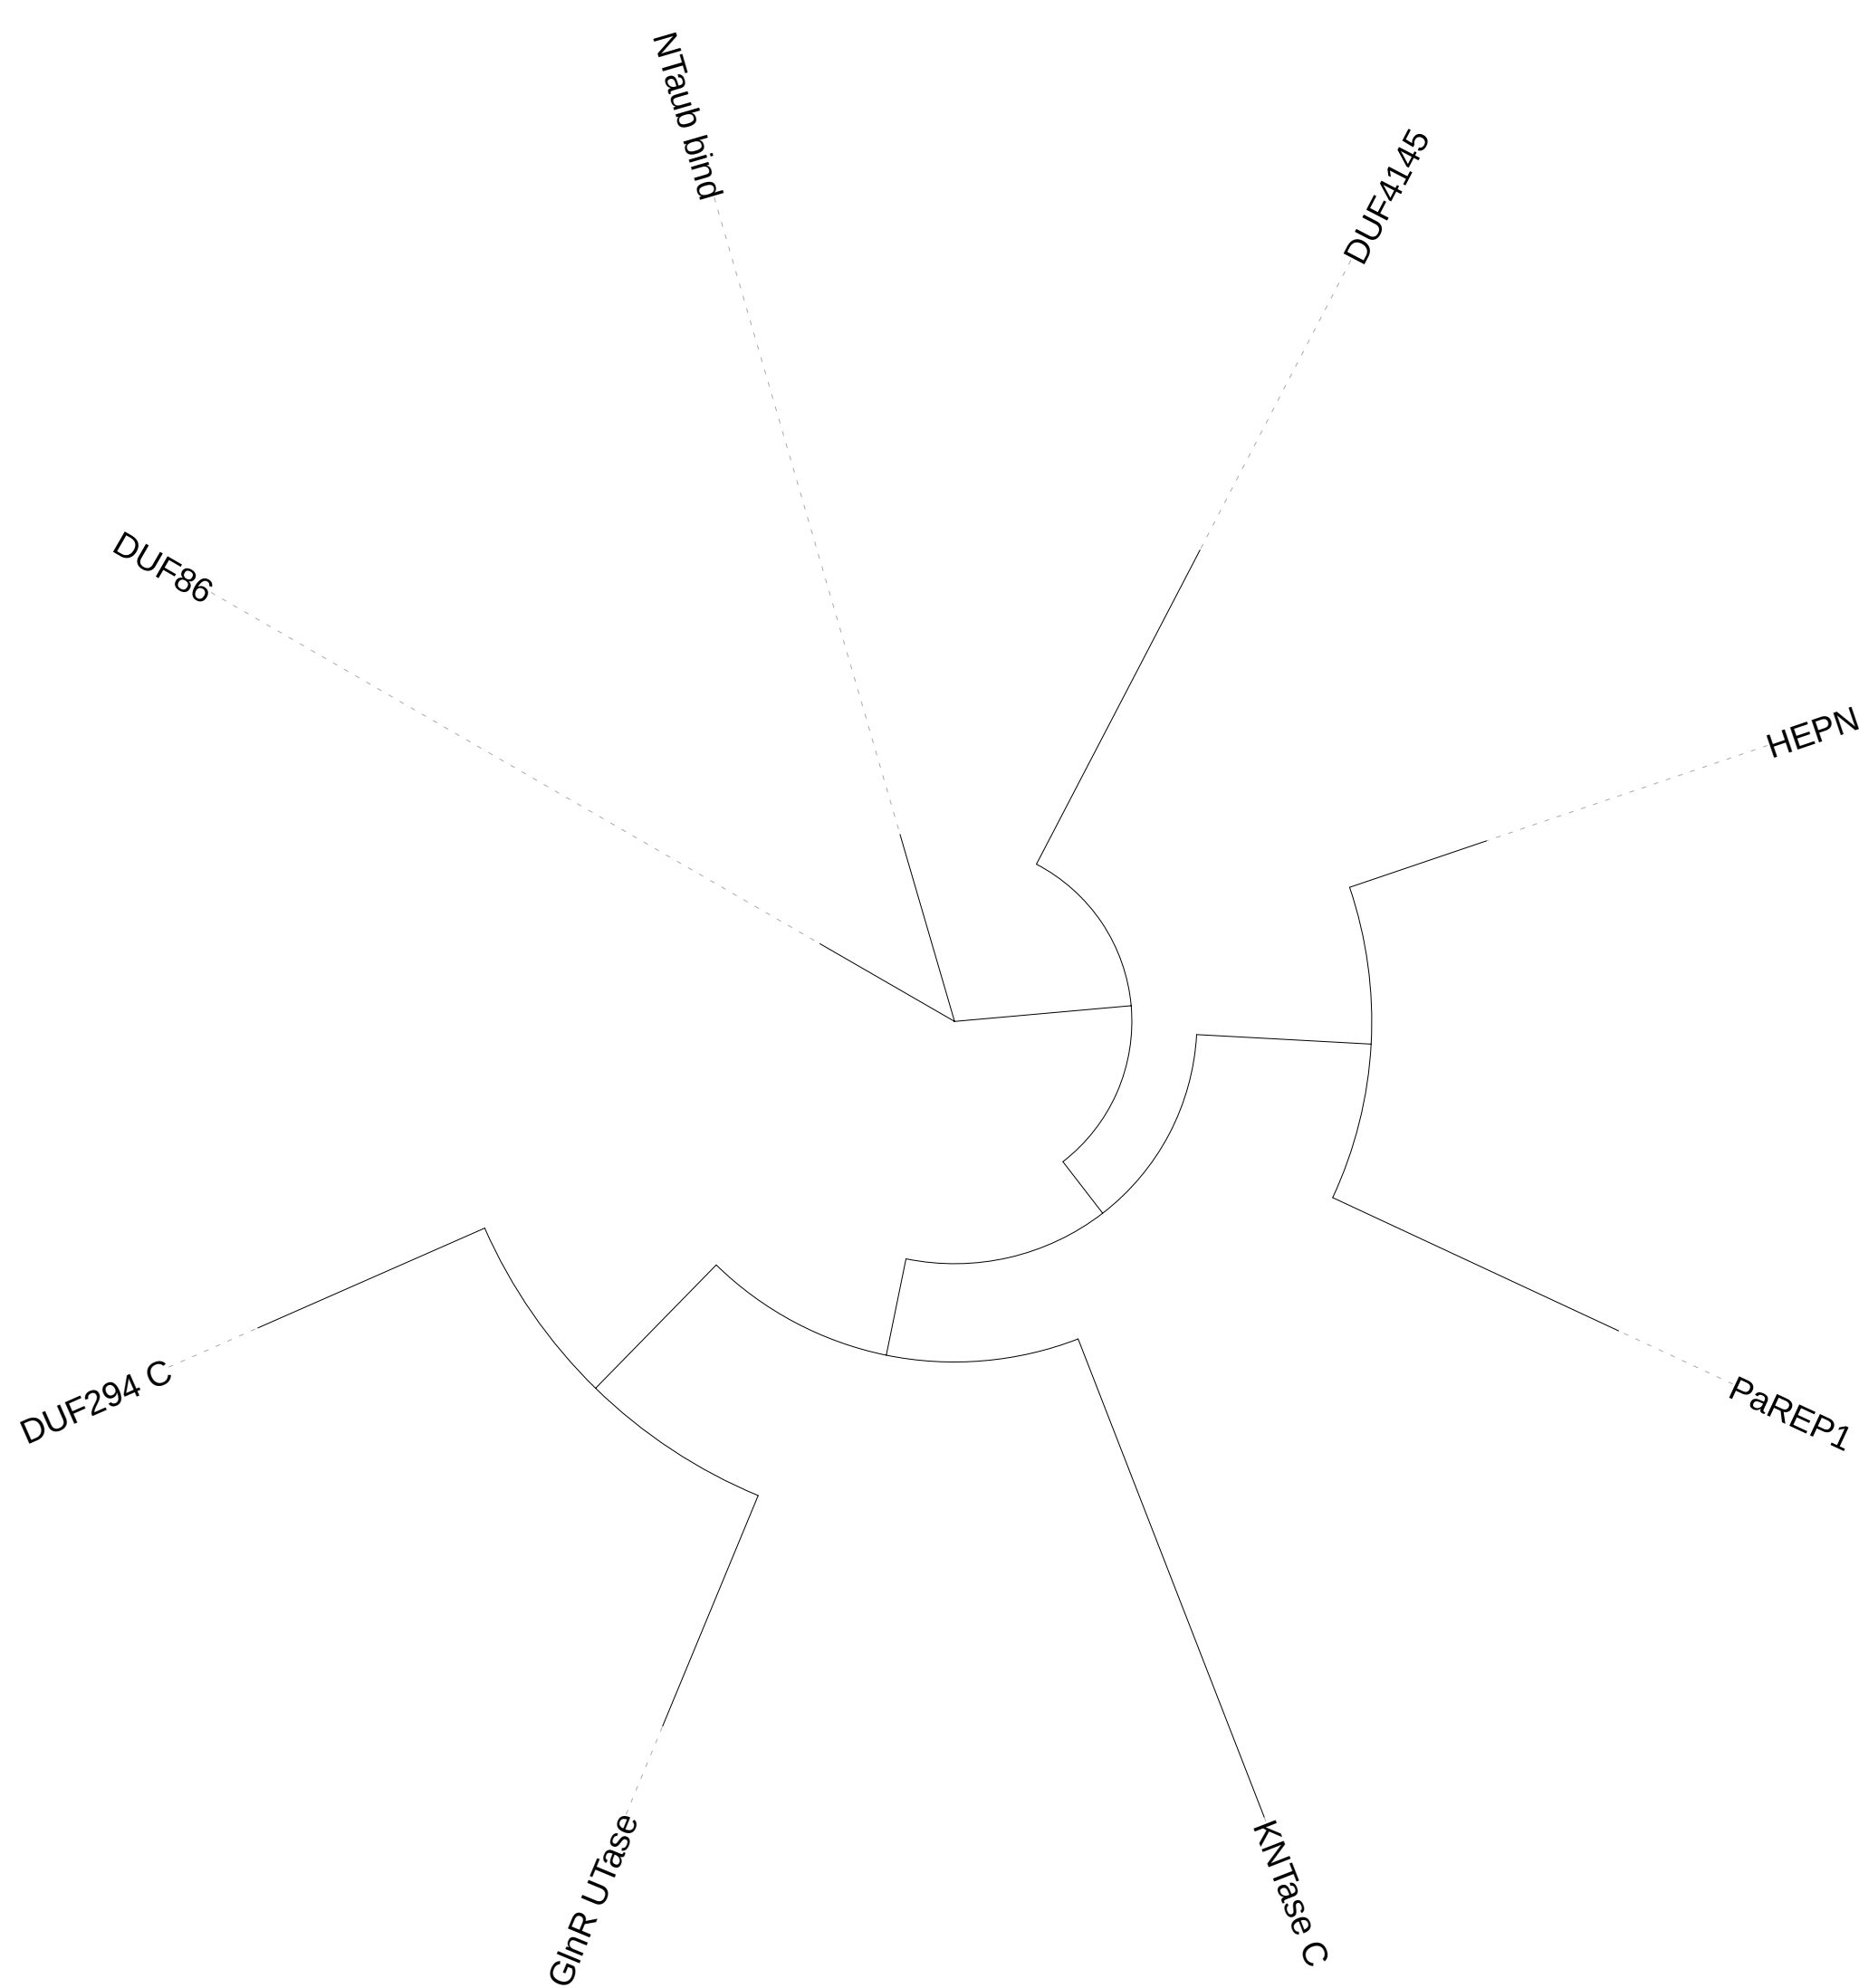 NTaub bind
DUF4145
DUF86
HEPN
DUF294 C
PaREP1
GlnR UTase
KNTase C